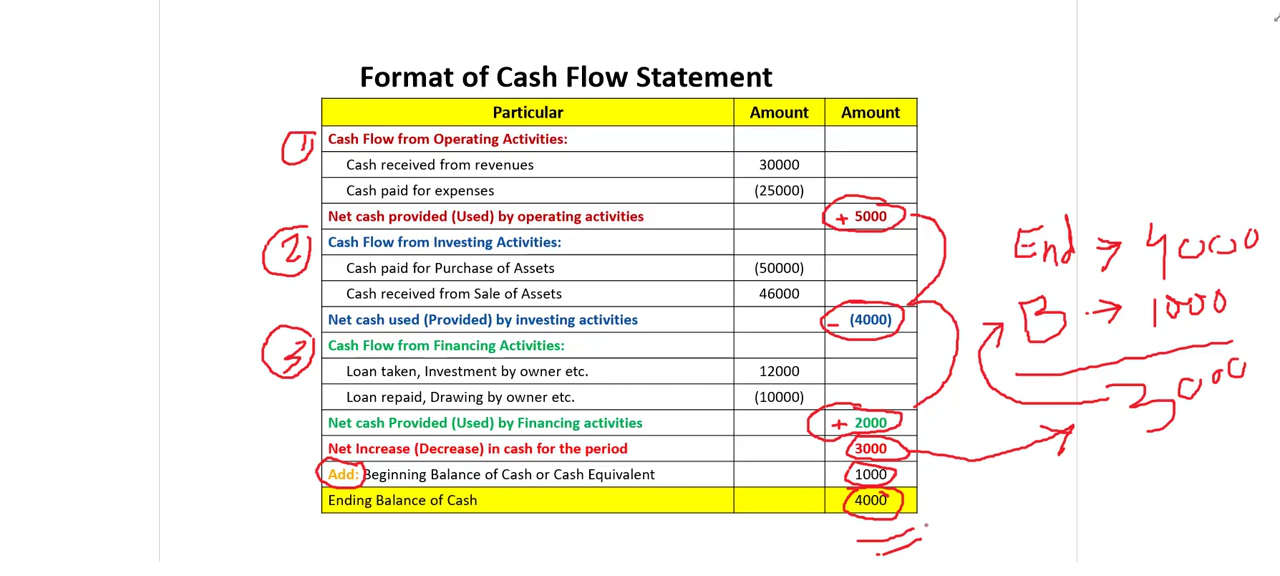 Format of Cash Flow Statement
Particular Amount Amount
1 Cash Flow from Operating Activities:
Cash received from revenues 30000
Cash paid for expenses (25000)
Net cash provided (Used) by operating activities + 5000
2 Cash Flow from Investing Activities:
Cash paid for Purchase of Assets (50000)
Cash received from Sale of Assets 46000
Net cash used (Provided) by investing activities - (4000)
3 Cash Flow from Financing Activities:
Loan taken, Investment by owner etc. 12000
Loan repaid, Drawing by owner etc. (10000)
Net cash Provided (Used) by Financing activities + 2000
Net Increase (Decrease) in cash for the period 3000
Add: Beginning Balance of Cash or Cash Equivalent 1000
Ending Balance of Cash 4000
End → 4000
B → 1000
3000